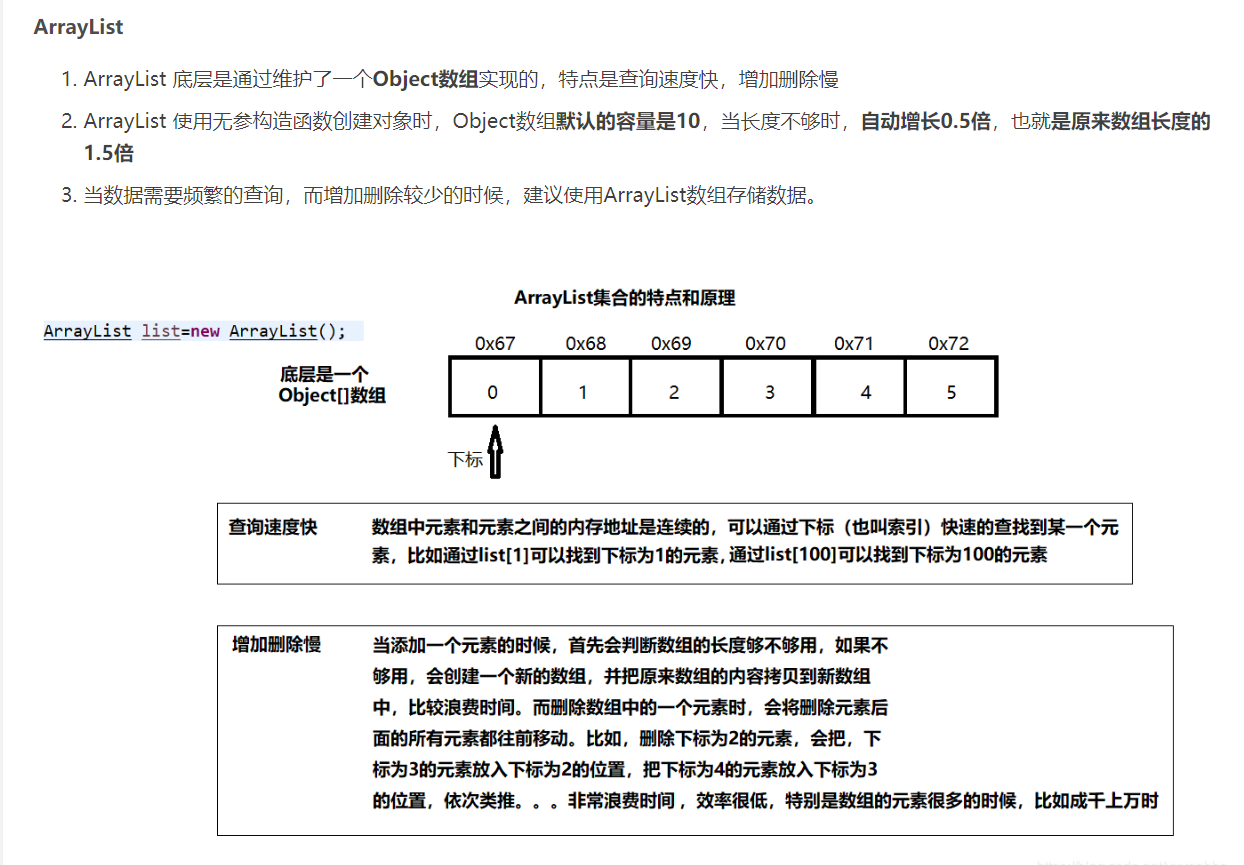 ArrayList
1. ArrayList 底层是通过维护了一个Object数组实现的，特点是查询速度快，增加删除慢
2. ArrayList 使用无参构造函数创建对象时，Object数组默认的容量是10，当长度不够时，自动增长0.5倍，也就是原来数组长度的
1.5倍
3. 当数据需要频繁的查询，而增加删除较少的时候，建议使用ArrayList数组存储数据。
ArrayList集合的特点和原理
ArrayList list=new ArrayList();
0x67 0x68 0x69 0x70 0x71 0x72
底层是一个
Object[]数组
0 1 2 3 4 5
下标
查询速度快 数组中元素和元素之间的内存地址是连续的，可以通过下标（也叫索引）快速的查找到某一个元
素，比如通过list[1]可以找到下标为1的元素，通过list[100]可以找到下标为100的元素
增加删除慢 当添加一个元素的时候，首先会判断数组的长度够不够用，如果不
够用，会创建一个新的数组，并把原来数组的内容拷贝到新数组
中，比较浪费时间。而删除数组中的一个元素时，会将删除元素后
面的所有元素都往前移动。比如，删除下标为2的元素，会把，下
标为3的元素放入下标为2的位置，把下标为4的元素放入下标为3
的位置，依次类推。。。非常浪费时间，效率很低，特别是数组的元素很多的时候，比如成千上万时